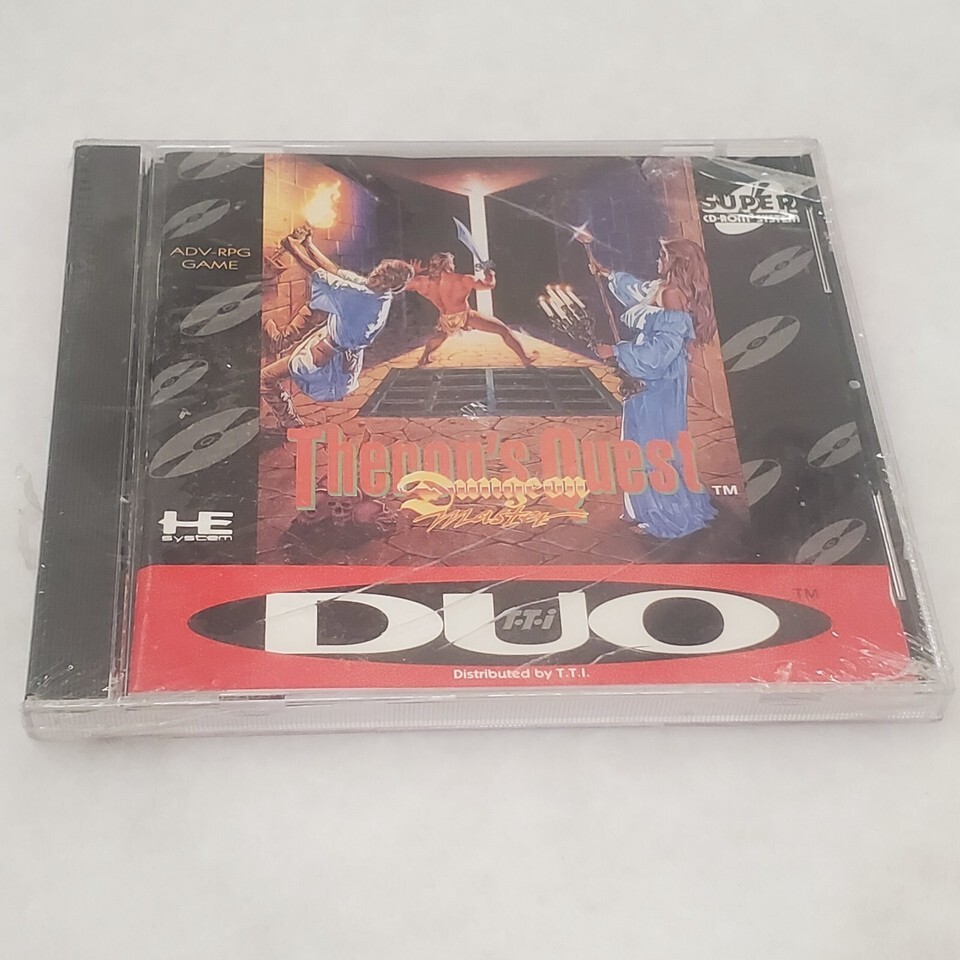 SUPER
CD-ROM² SYSTEM
ADV-RPG
GAME
Theron's Quest
TM
Dungeon
Master
HE
system
DUO
T.T.i
TM
Distributed by T.T.I.